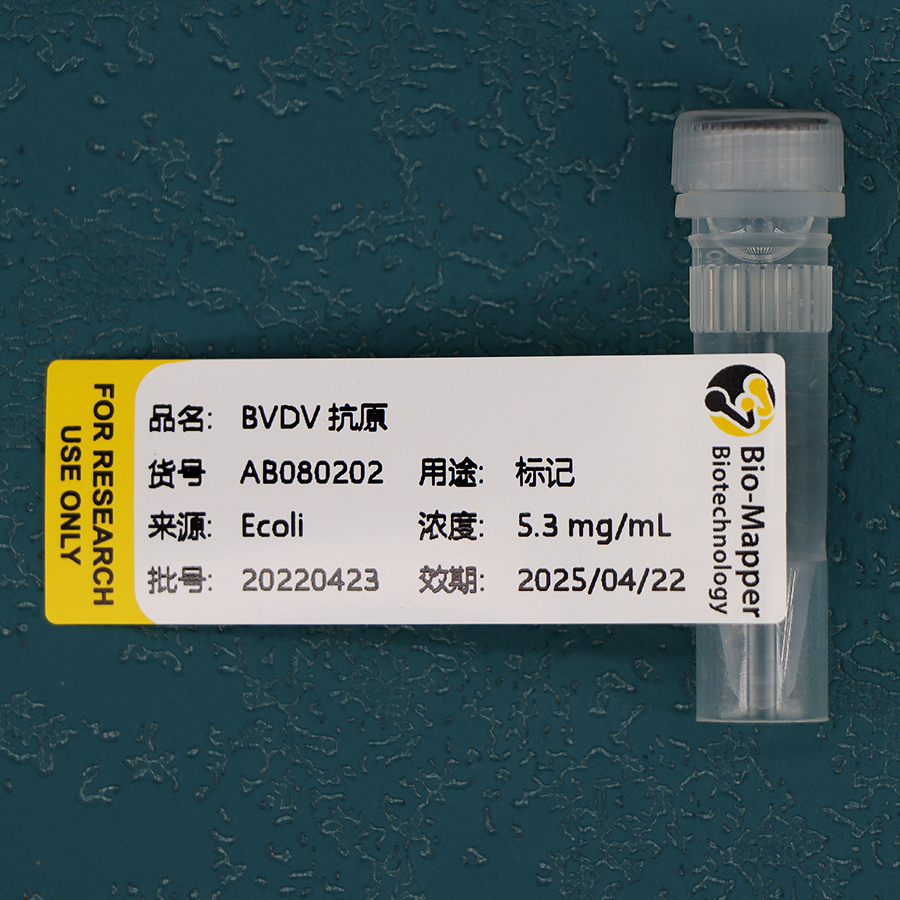 FOR RESEARCH
USE ONLY
品名: BVDV 抗原
货号 AB080202 用途: 标记
来源: Ecoli 浓度: 5.3 mg/mL
批号: 20220423 效期: 2025/04/22
Bio-Mapper
Biotechnology